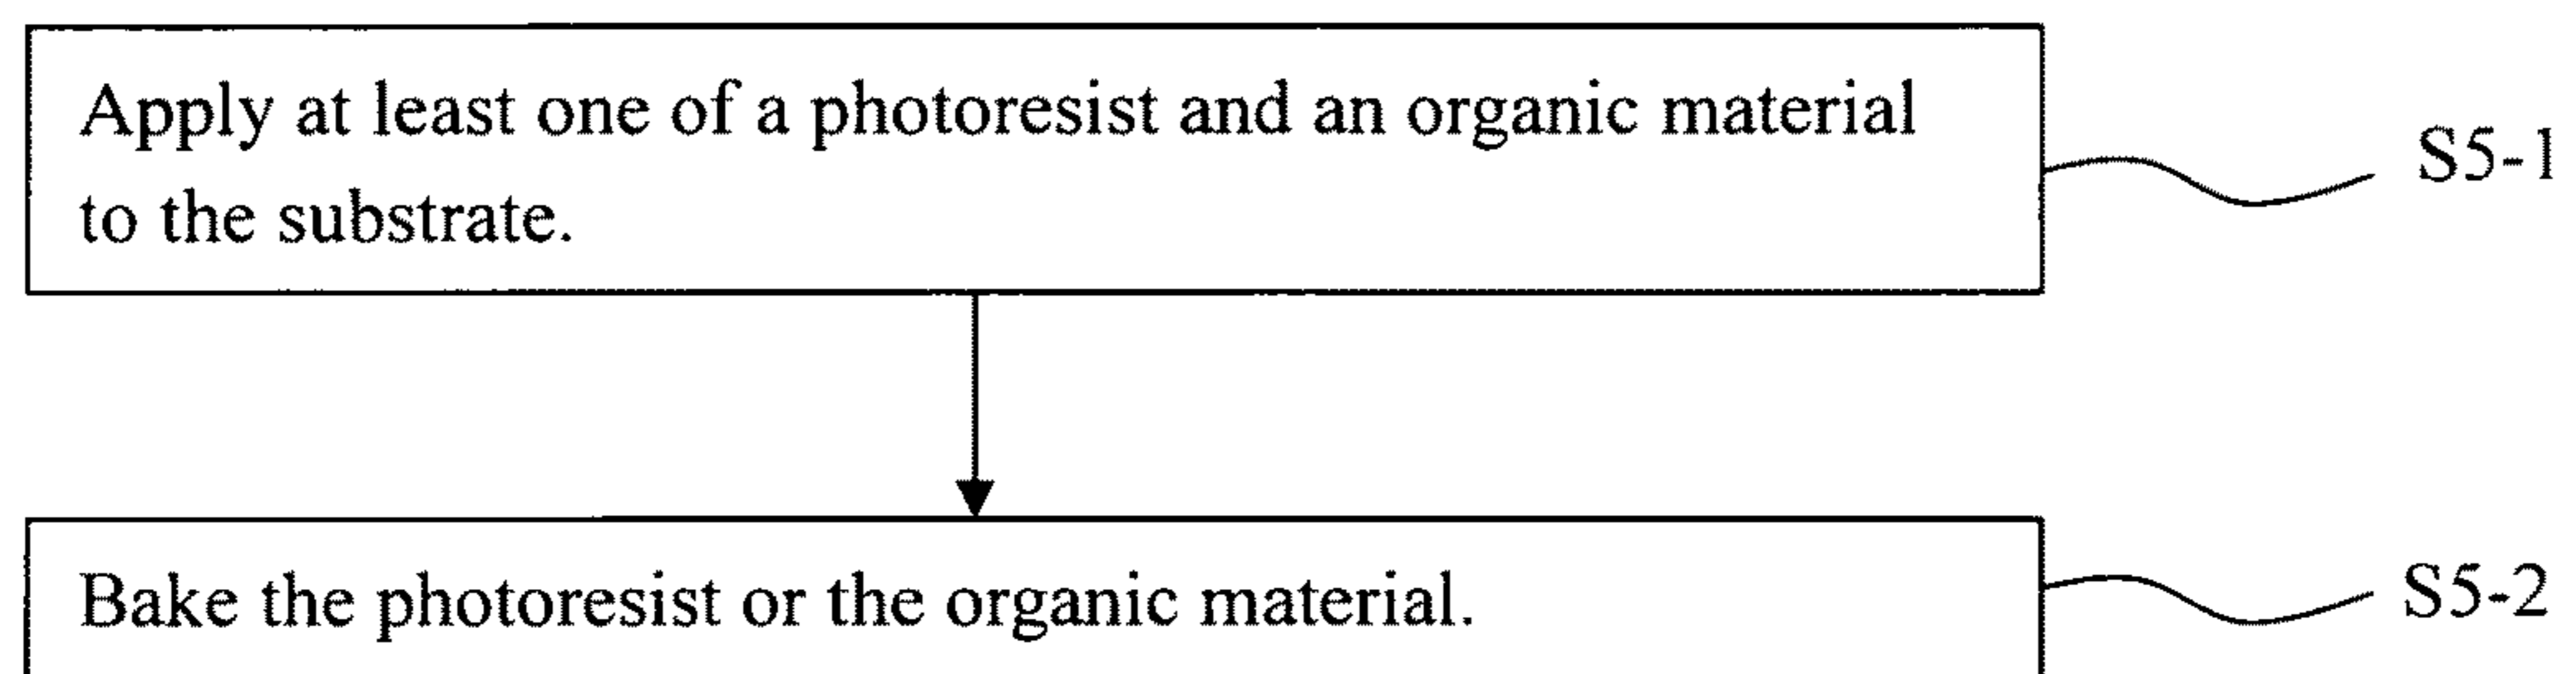 Apply at least one of a photoresist and an organic material
to the substrate.
S5-1
Bake the photoresist or the organic material.
S5-2